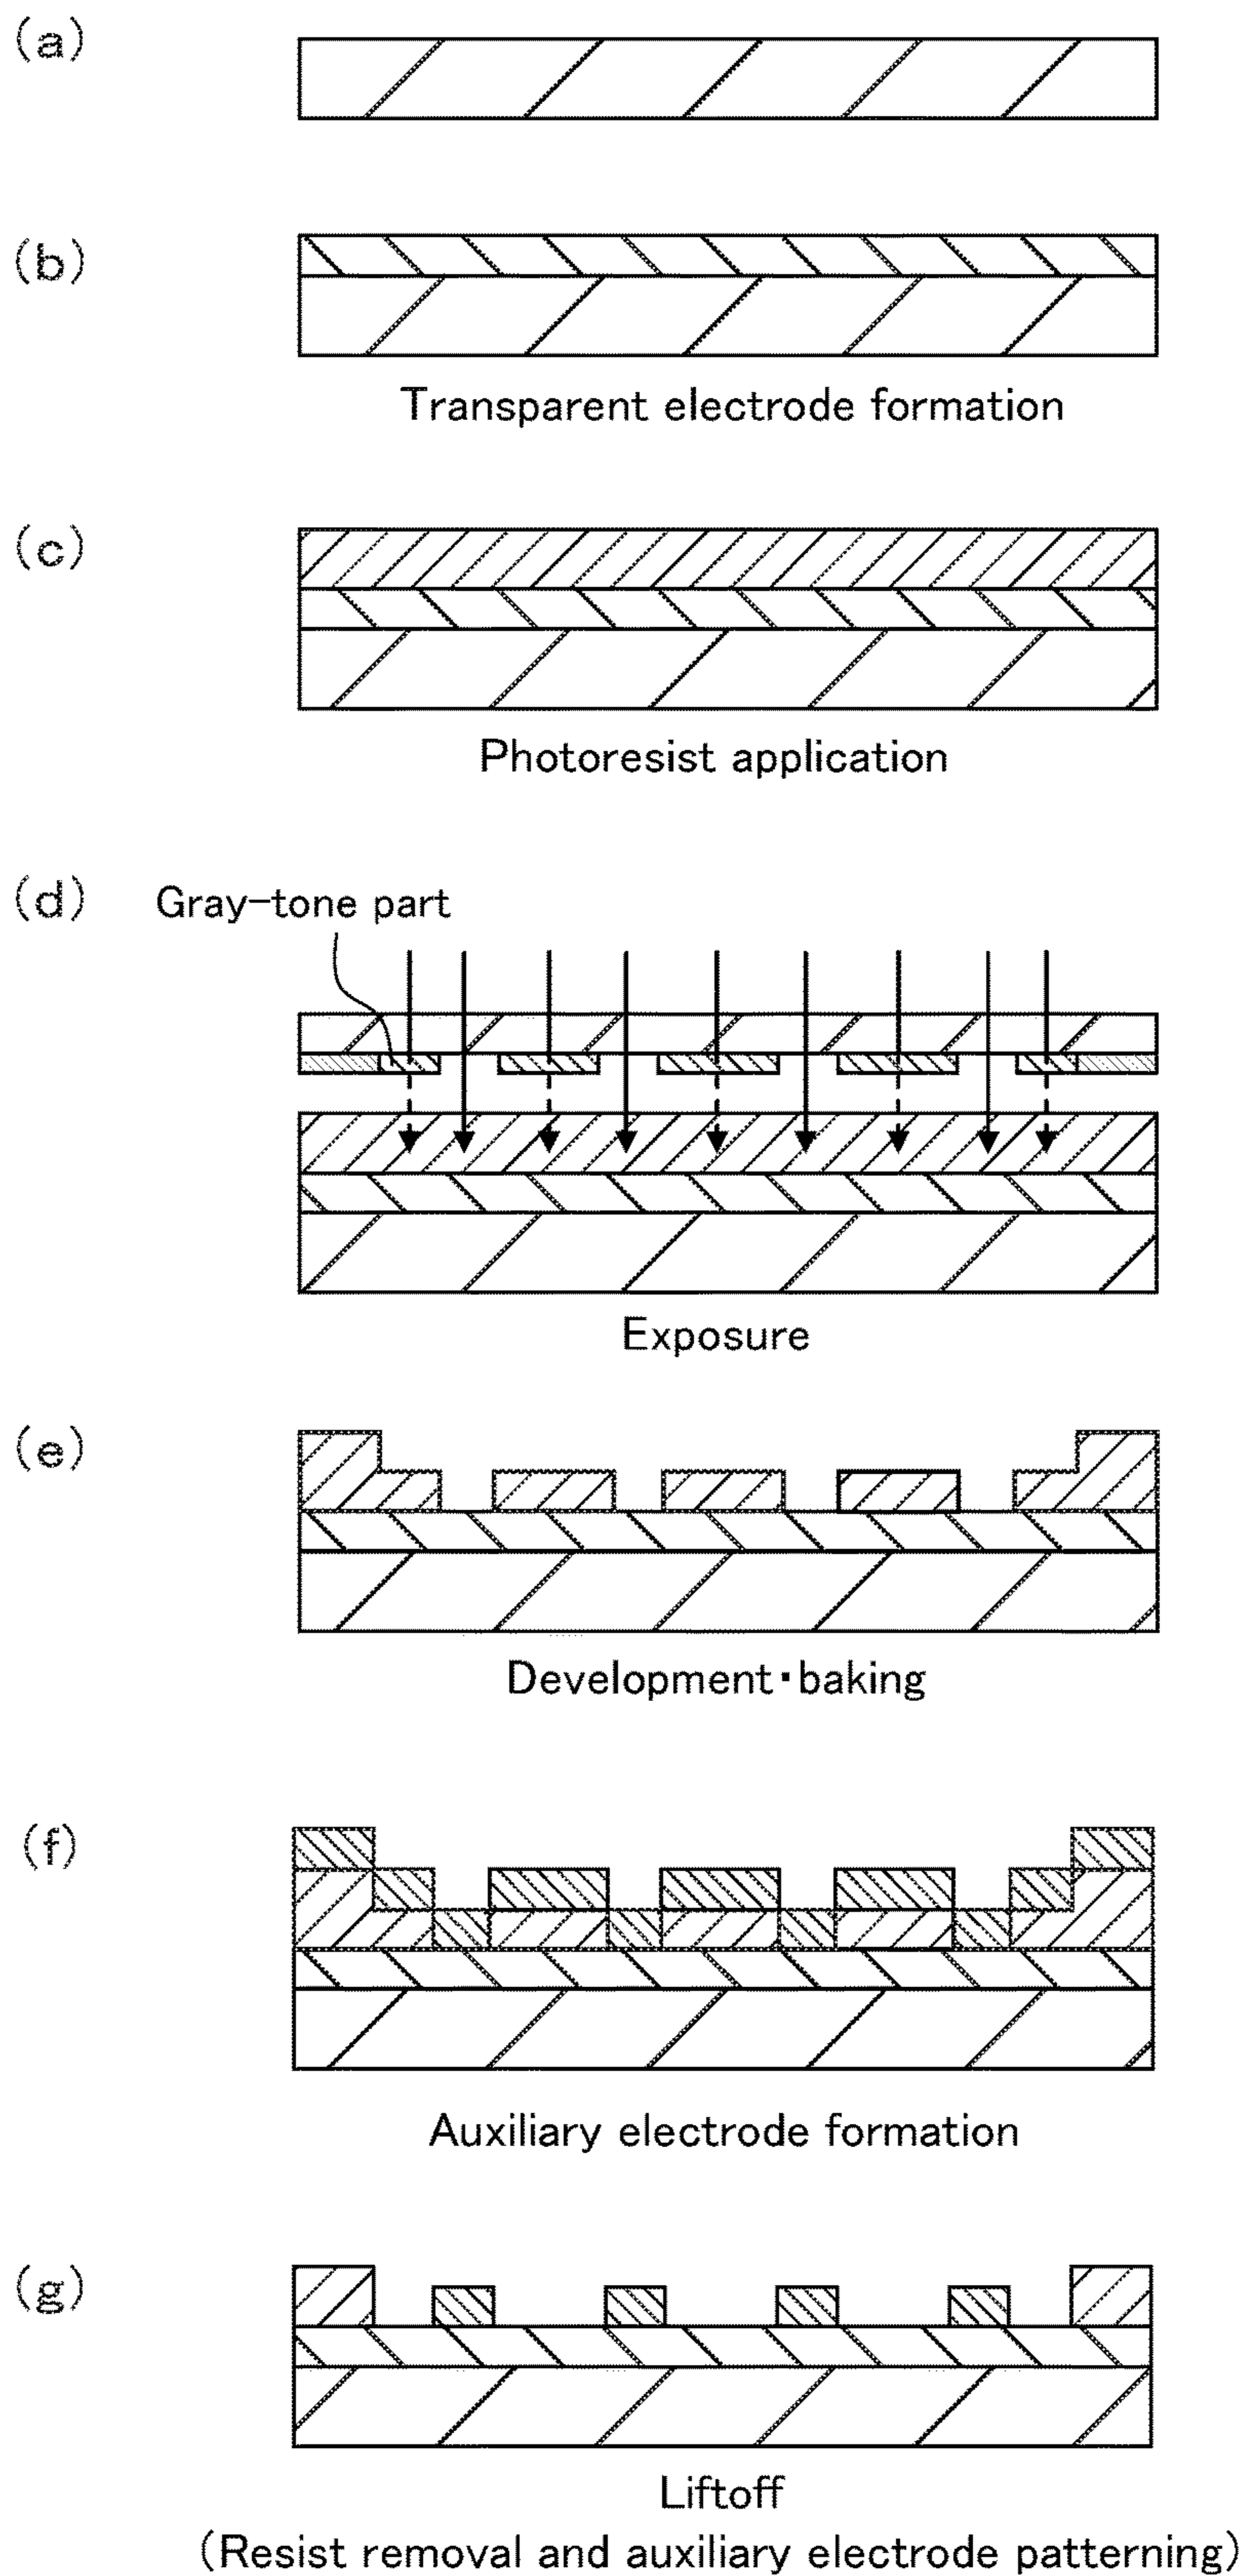 (a)
(b)
Transparent electrode formation
(c)
Photoresist application
(d)
Gray-tone part
Exposure
(e)
Development・baking
(f)
Auxiliary electrode formation
(g)
Liftoff
(Resist removal and auxiliary electrode patterning)